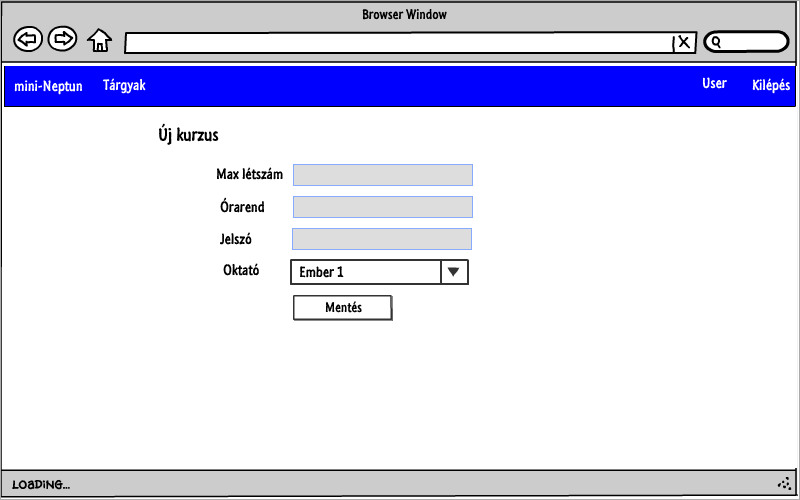 Browser Window
X
mini-Neptun Tárgyak User Kilépés
Új kurzus
Max létszám
Órarend
Jelszó
Oktató Ember 1
Mentés
LOADING...